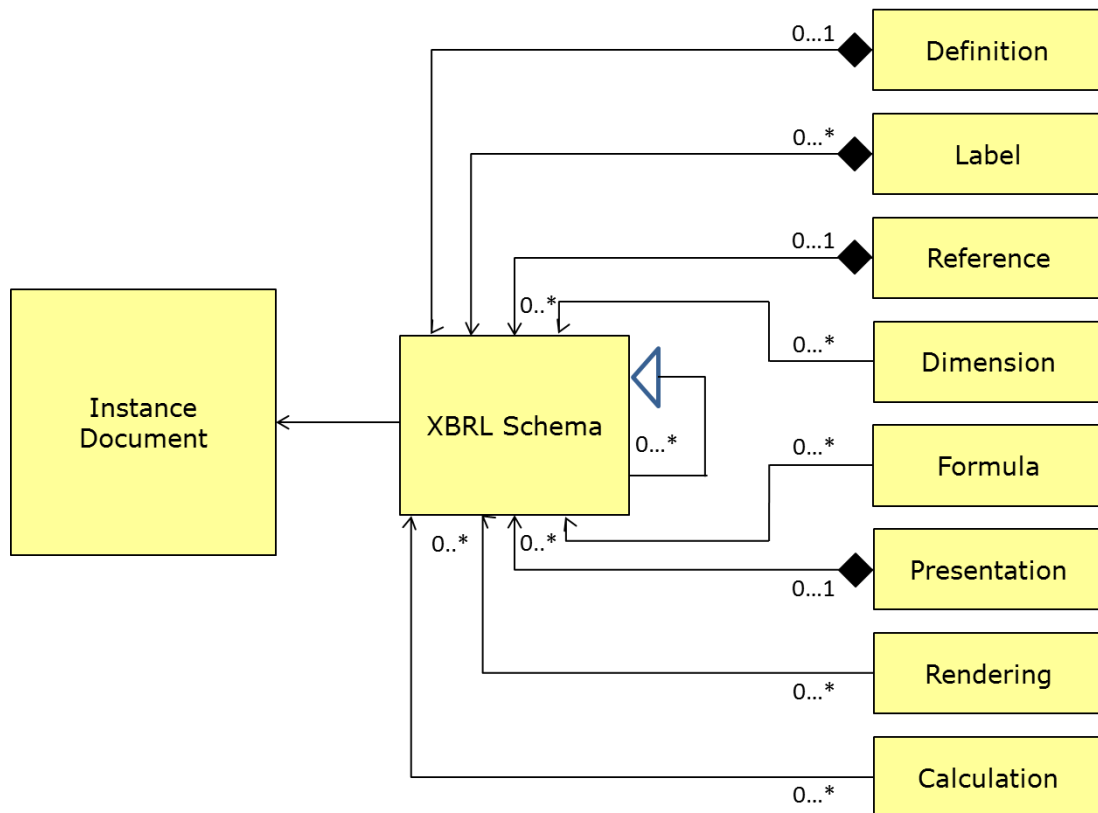 0...1
Definition
0...*
Label
0...1
Reference
0..*
0...*
Dimension
Instance
Document
XBRL Schema
0...*
0...*
Formula
0..*
0..*
0...1
Presentation
0...*
Rendering
0...*
Calculation